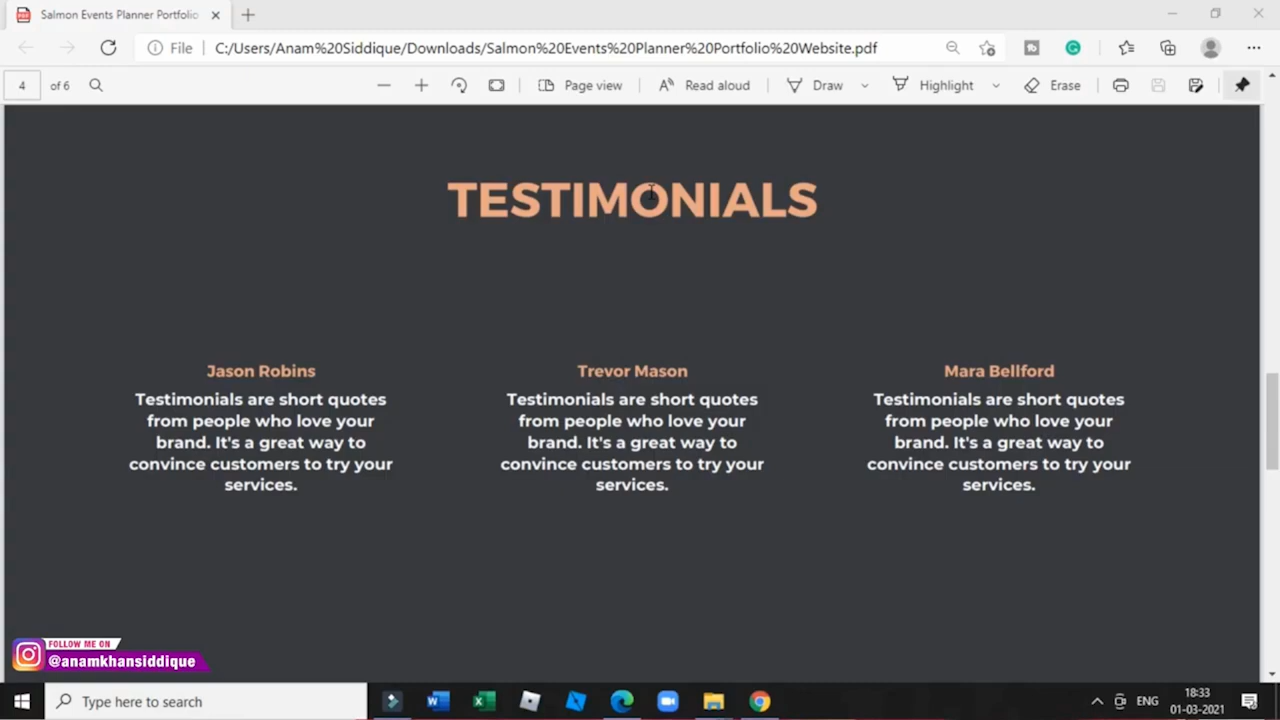 Salmon Events Planner Portfolio
File C:/Users/Anam%20Siddique/Downloads/Salmon%20Events%20Planner%20Portfolio%20Website.pdf
4 of 6 Page view Read aloud Draw Highlight Erase
TESTIMONIALS
Jason Robins
Testimonials are short quotes
from people who love your
brand. It's a great way to
convince customers to try your
services.
Trevor Mason
Testimonials are short quotes
from people who love your
brand. It's a great way to
convince customers to try your
services.
Mara Bellford
Testimonials are short quotes
from people who love your
brand. It's a great way to
convince customers to try your
services.
FOLLOW ME ON
@anamkhansiddique
Type here to search
ENG
18:33
01-03-2021